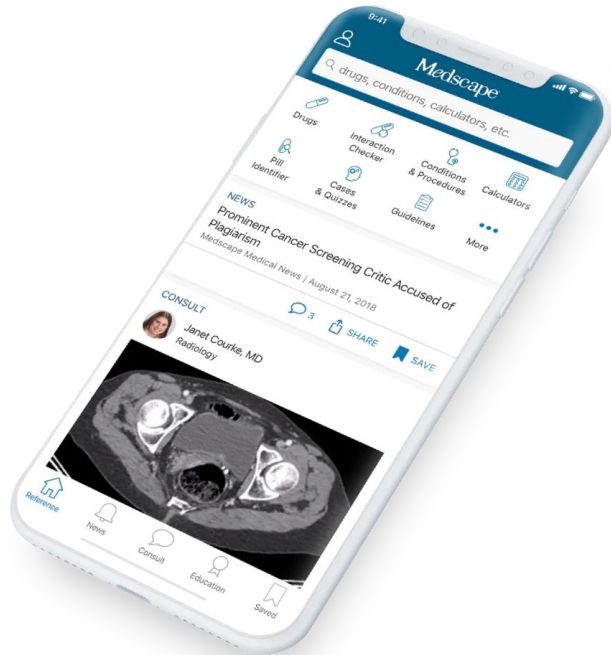 9:41
Medscape
drugs, conditions, calculators, etc.
Drugs
Interaction
Checker
Conditions
& Procedures
Calculators
Pill
Identifier
Cases
& Quizzes
Guidelines
More
NEWS
Prominent Cancer Screening Critic Accused of
Plagiarism
Medscape Medical News | August 21, 2018
3
SHARE
SAVE
CONSULT
Janet Courke, MD
Radiology
Reference
News
Consult
Education
Saved